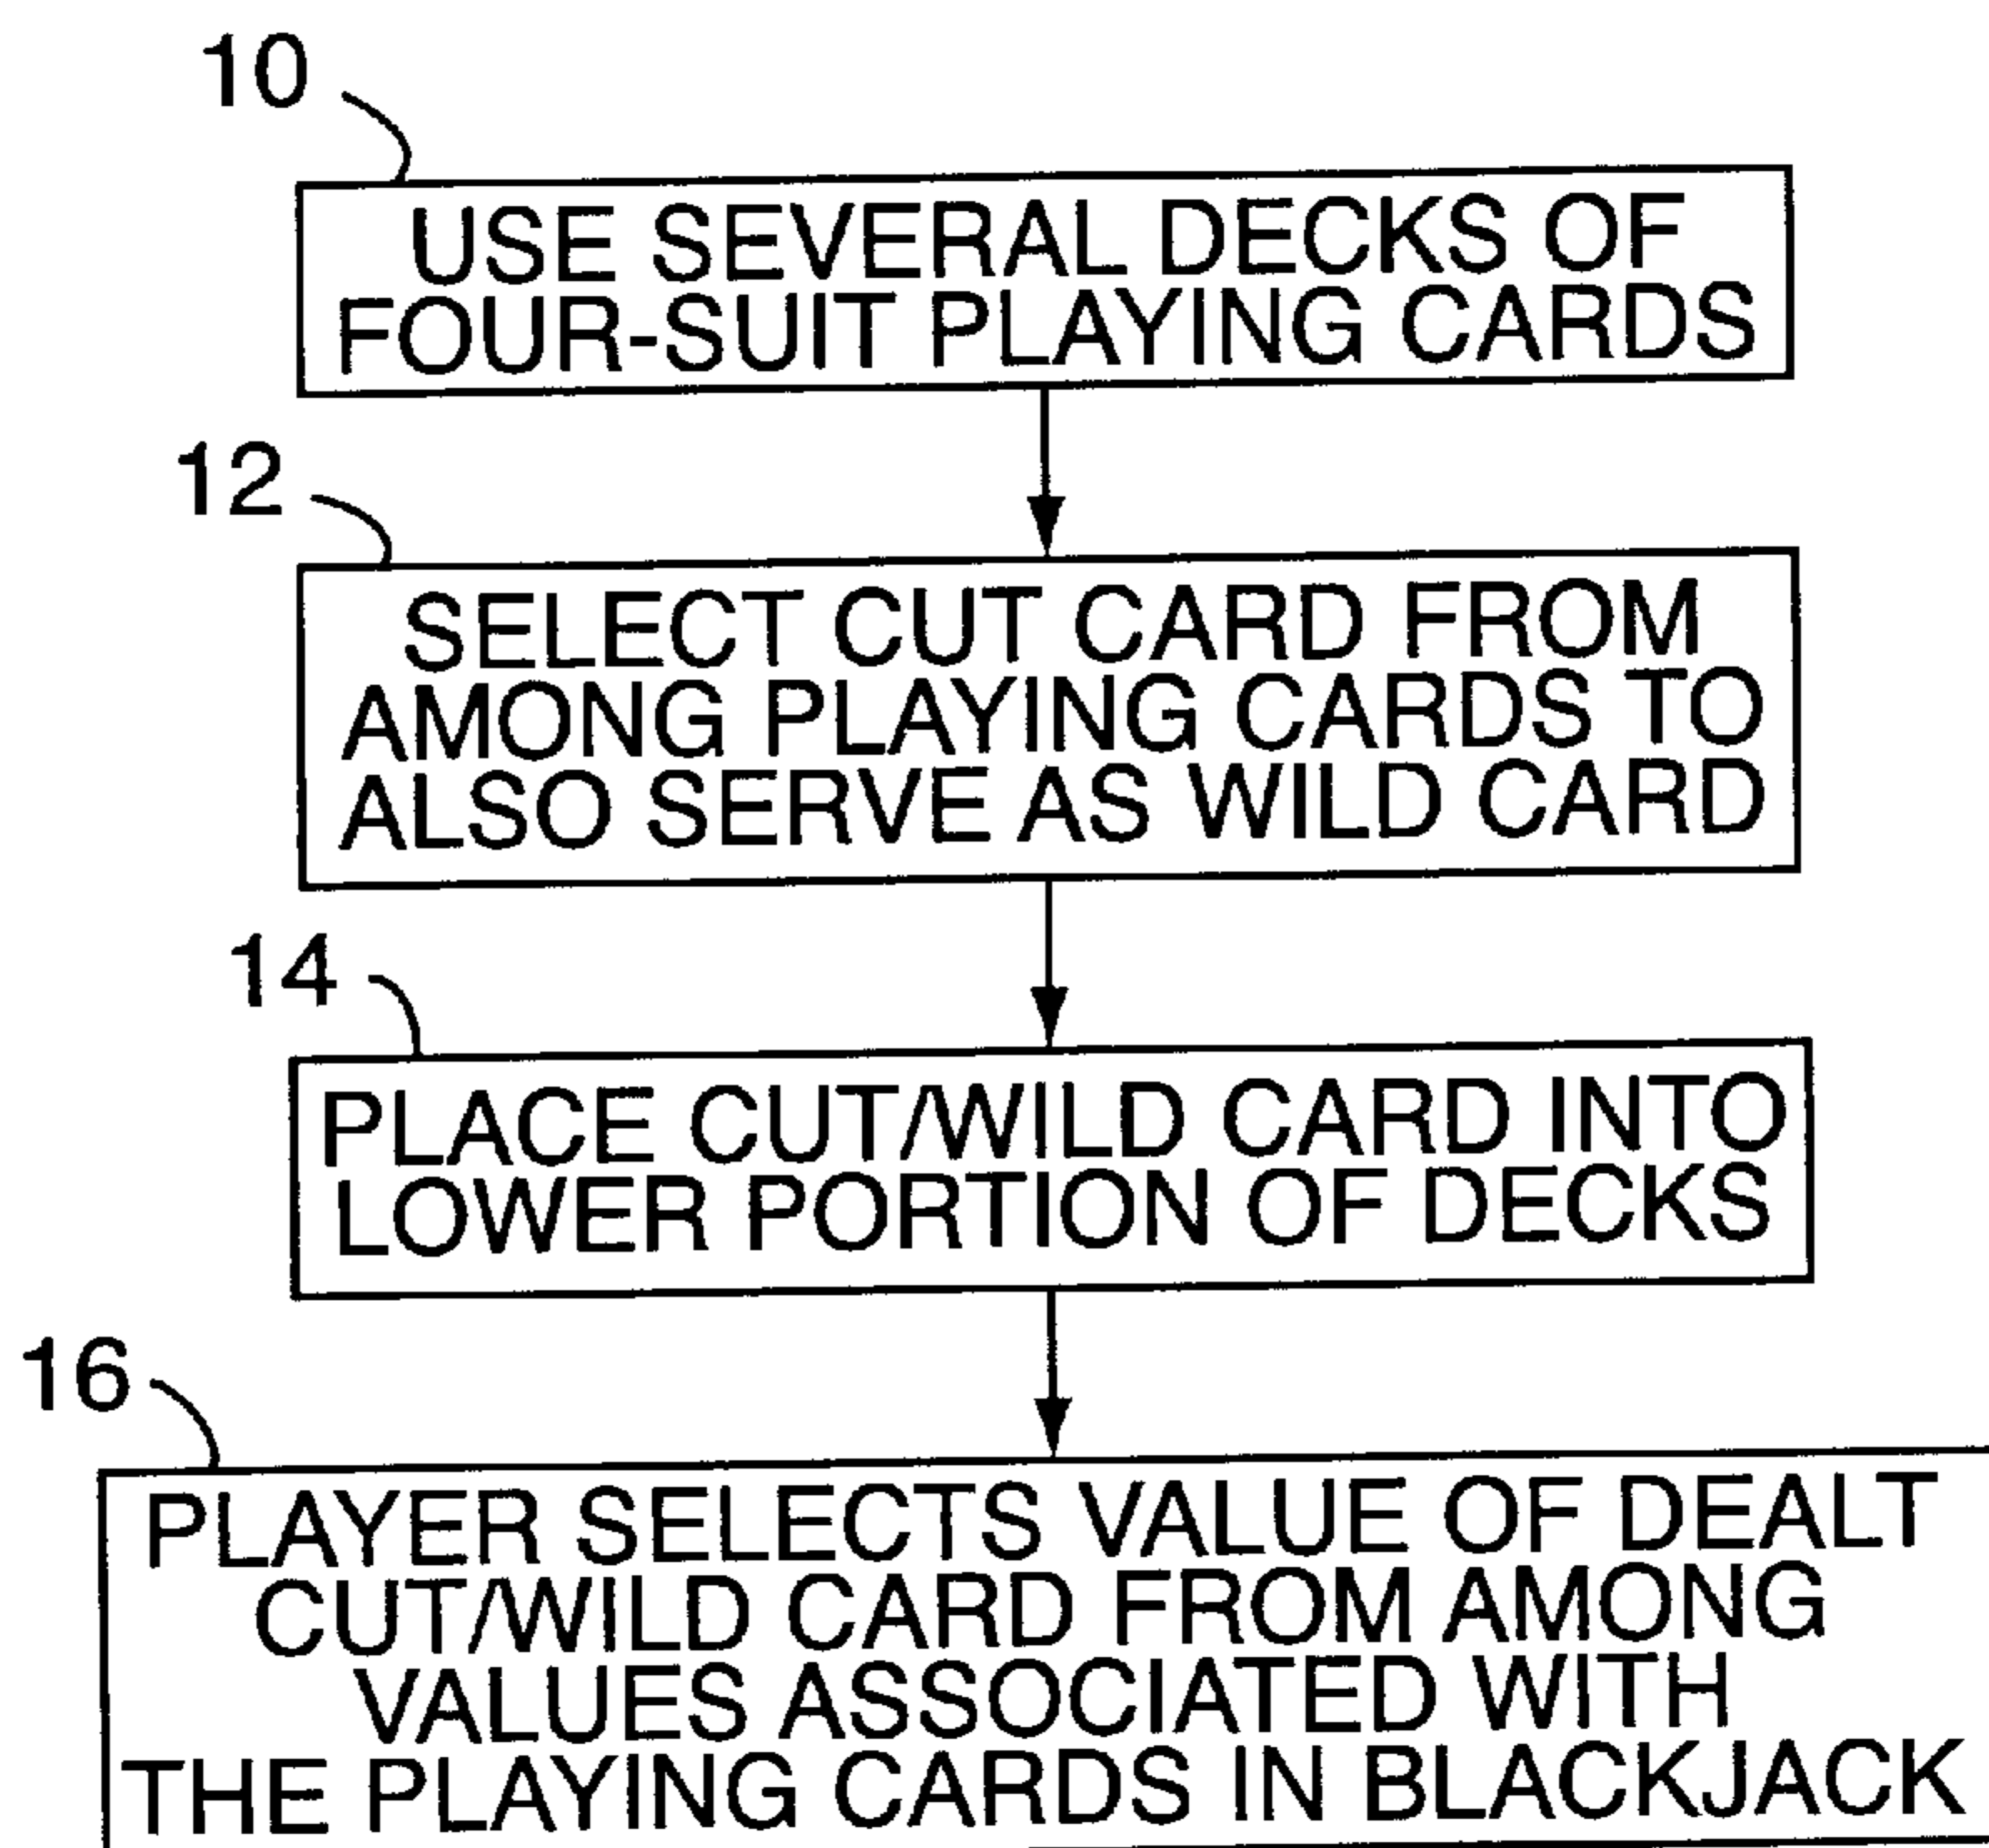 10
USE SEVERAL DECKS OF
FOUR-SUIT PLAYING CARDS
12
SELECT CUT CARD FROM
AMONG PLAYING CARDS TO
ALSO SERVE AS WILD CARD
14
PLACE CUT/WILD CARD INTO
LOWER PORTION OF DECKS
16
PLAYER SELECTS VALUE OF DEALT
CUT/WILD CARD FROM AMONG
VALUES ASSOCIATED WITH
THE PLAYING CARDS IN BLACKJACK